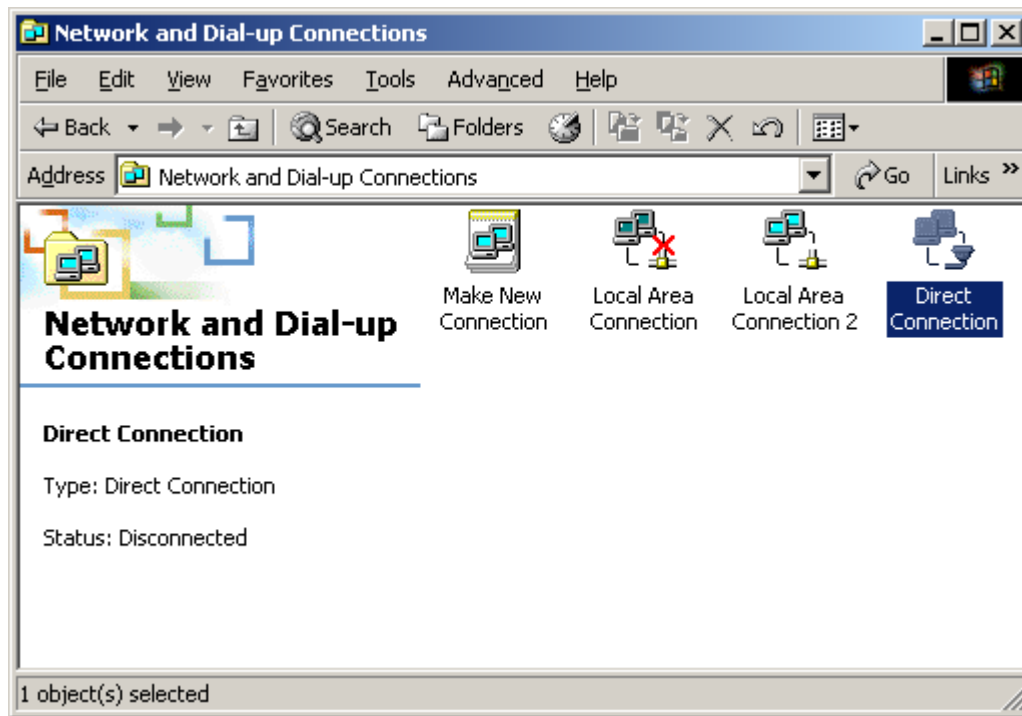 Network and Dial-up Connections
File Edit View Favorites Tools Advanced Help
Back Search Folders
Address Network and Dial-up Connections Go Links »
Make New Connection
Local Area Connection
Local Area Connection 2
Direct Connection
Network and Dial-up
Connections
Direct Connection
Type: Direct Connection
Status: Disconnected
1 object(s) selected